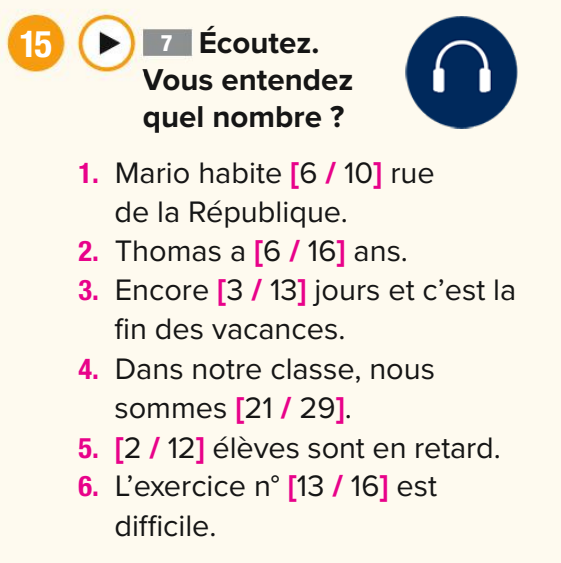 15 7 Écoutez.
Vous entendez
quel nombre ?
1. Mario habite [6 / 10] rue
de la République.
2. Thomas a [6 / 16] ans.
3. Encore [3 / 13] jours et c’est la
fin des vacances.
4. Dans notre classe, nous
sommes [21 / 29].
5. [2 / 12] élèves sont en retard.
6. L’exercice n° [13 / 16] est
difficile.